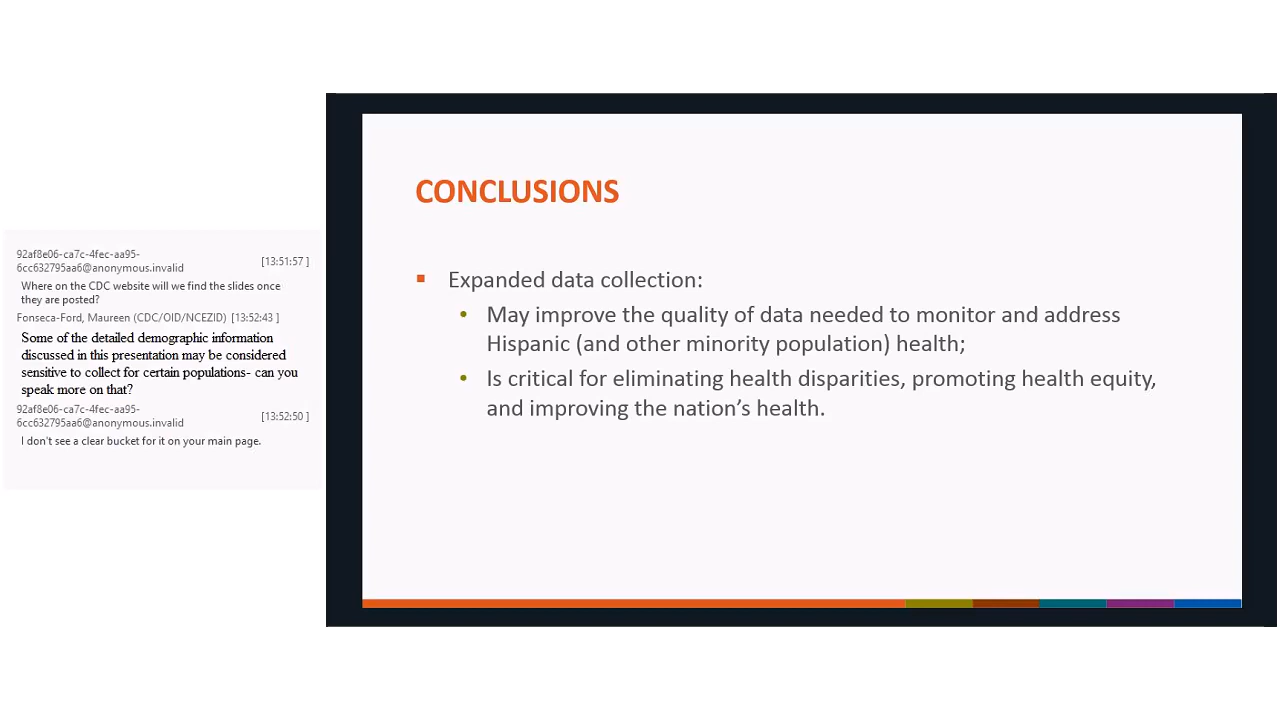 92af8e06-ca7c-4fec-aa95-
6cc632795aa6@anonymous.invalid [13:51:57 ]
Where on the CDC website will we find the slides once
they are posted?
Fonseca-Ford, Maureen (CDC/OID/NCEZID) [13:52:43 ]
Some of the detailed demographic information
discussed in this presentation may be considered
sensitive to collect for certain populations- can you
speak more on that?
92af8e06-ca7c-4fec-aa95-
6cc632795aa6@anonymous.invalid [13:52:50 ]
I don't see a clear bucket for it on your main page.
CONCLUSIONS
▪ Expanded data collection:
• May improve the quality of data needed to monitor and address
Hispanic (and other minority population) health;
• Is critical for eliminating health disparities, promoting health equity,
and improving the nation’s health.